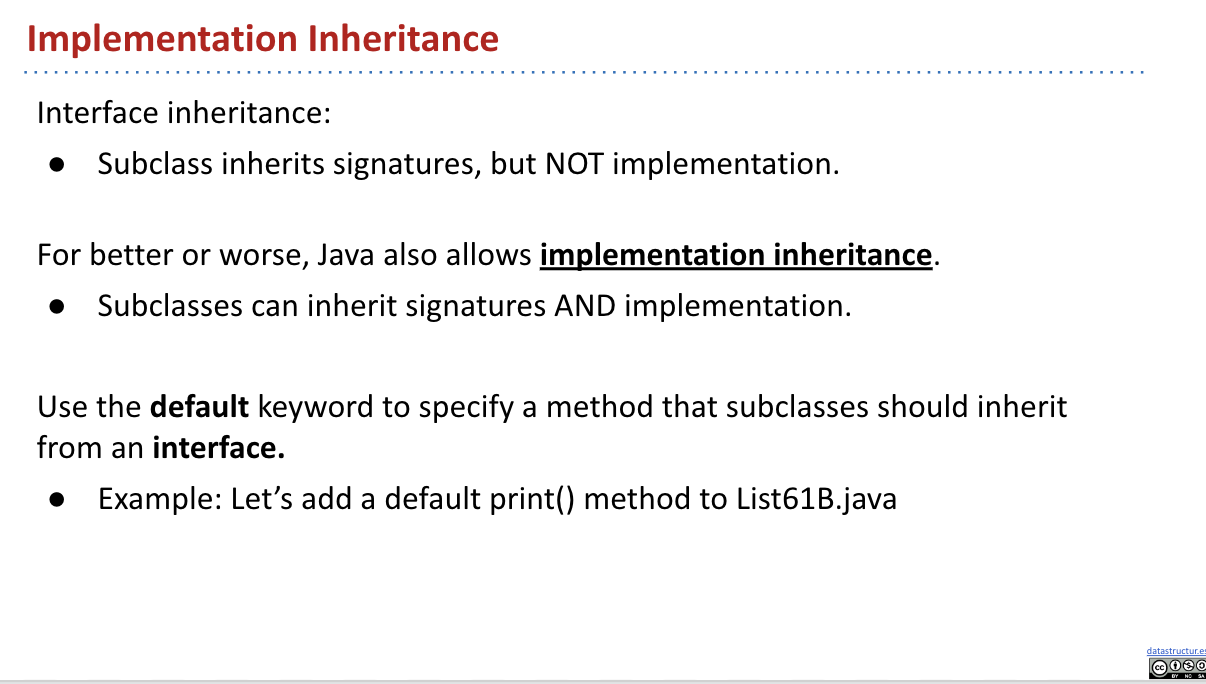 Implementation Inheritance
Interface inheritance:
● Subclass inherits signatures, but NOT implementation.
For better or worse, Java also allows implementation inheritance.
● Subclasses can inherit signatures AND implementation.
Use the default keyword to specify a method that subclasses should inherit
from an interface.
● Example: Let’s add a default print() method to List61B.java
datastructur.es
cc
BY NC SA